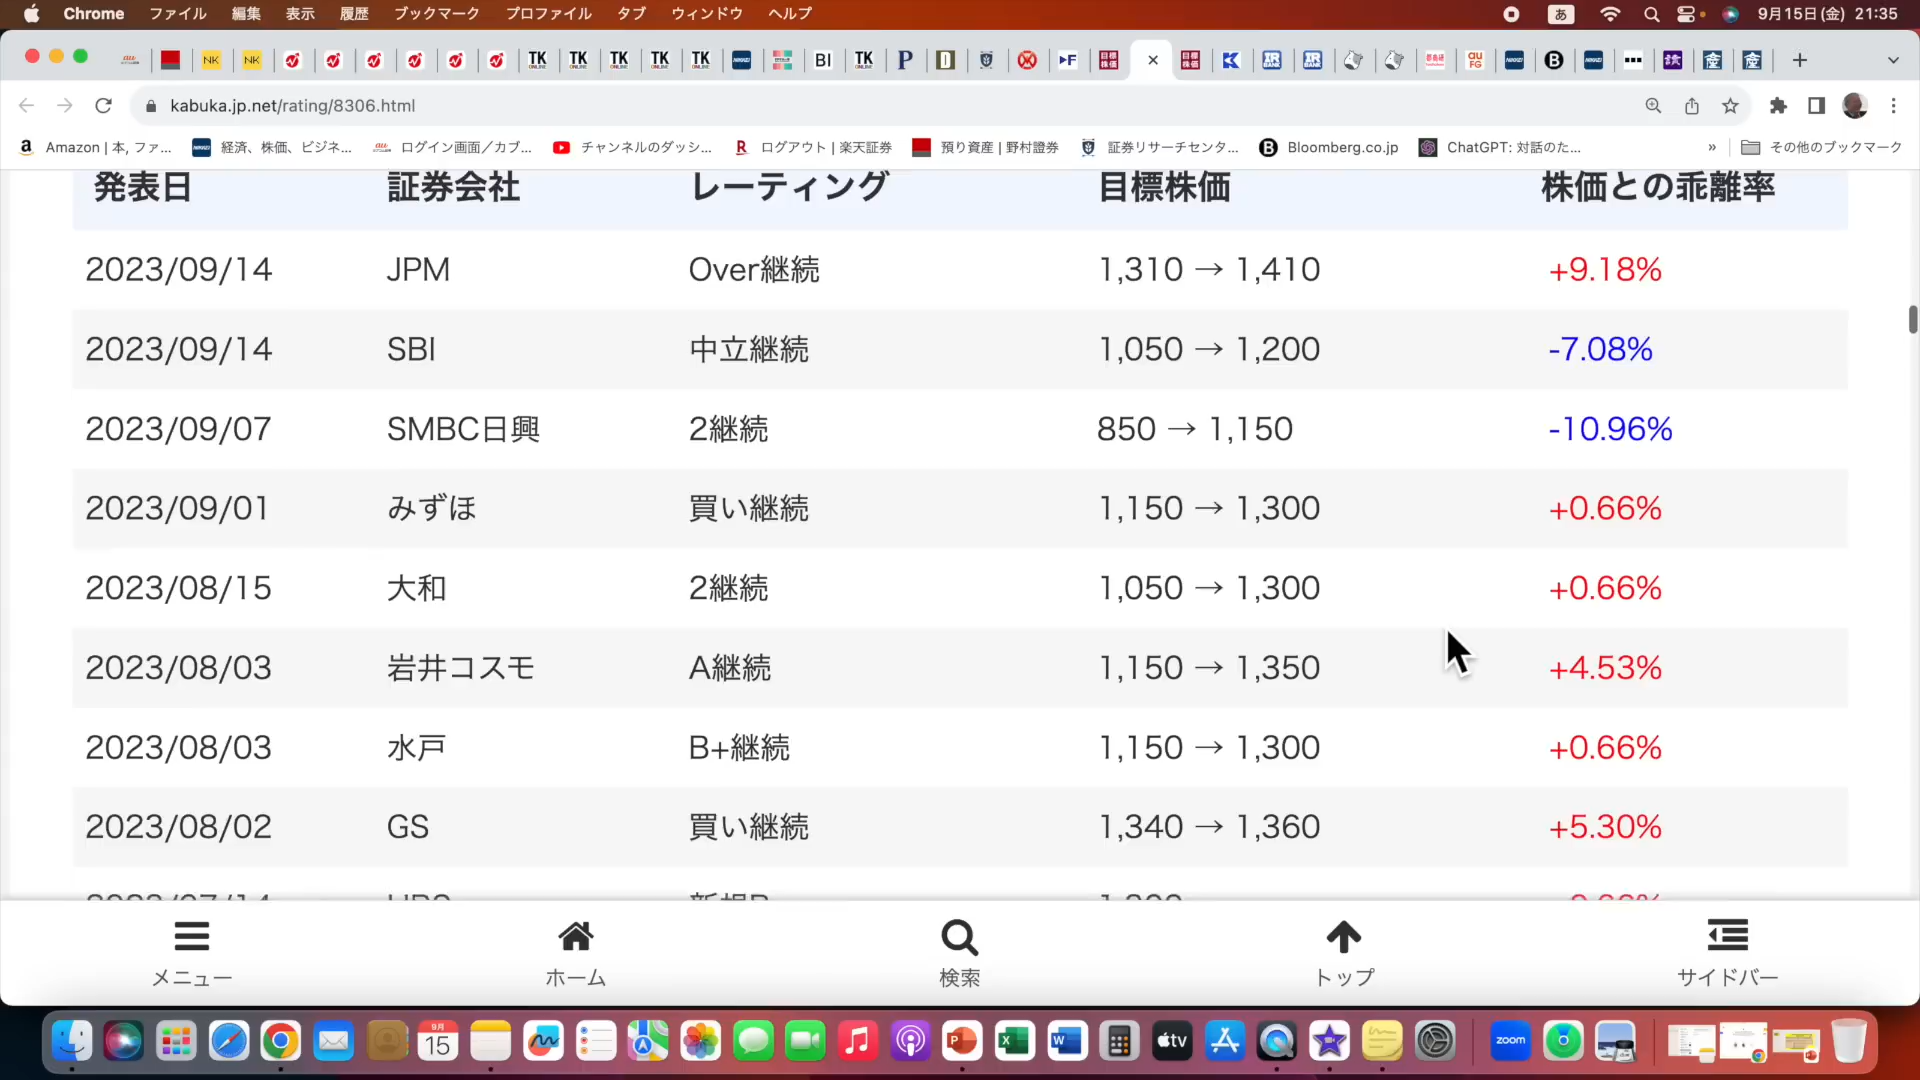 Chrome ファイル 編集 表示 履歴 ブックマーク プロファイル タブ ウィンドウ ヘルプ あ 9月15日(金) 21:35
kabuka.jp.net/rating/8306.html
Amazon | 本, ファ... 経済、株価、ビジネ... ログイン画面／カブ... チャンネルのダッシ... ログアウト | 楽天証券 預り資産 | 野村證券 証券リサーチセンタ... Bloomberg.co.jp ChatGPT: 対話のた... » その他のブックマーク
発表日 証券会社 レーティング 目標株価 株価との乖離率
2023/09/14 JPM Over継続 1,310 → 1,410 +9.18%
2023/09/14 SBI 中立継続 1,050 → 1,200 -7.08%
2023/09/07 SMBC日興 2継続 850 → 1,150 -10.96%
2023/09/01 みずほ 買い継続 1,150 → 1,300 +0.66%
2023/08/15 大和 2継続 1,050 → 1,300 +0.66%
2023/08/03 岩井コスモ A継続 1,150 → 1,350 +4.53%
2023/08/03 水戸 B+継続 1,150 → 1,300 +0.66%
2023/08/02 GS 買い継続 1,340 → 1,360 +5.30%
メニュー ホーム 検索 トップ サイドバー
9月 15 tv zoom